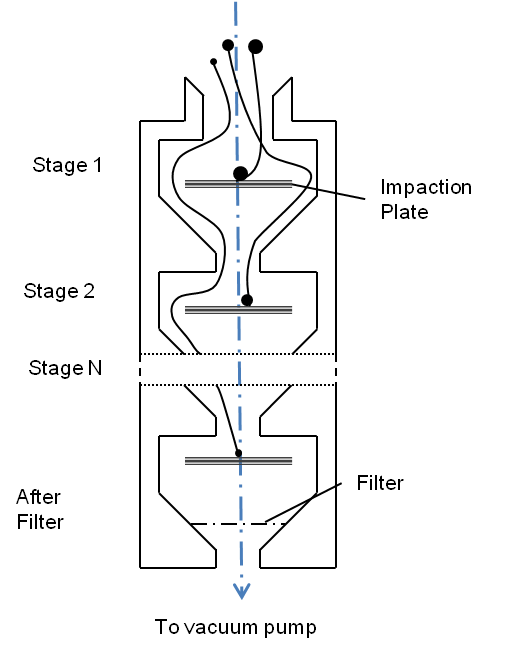 Stage 1
Impaction
Plate
Stage 2
Stage N
After
Filter
Filter
To vacuum pump